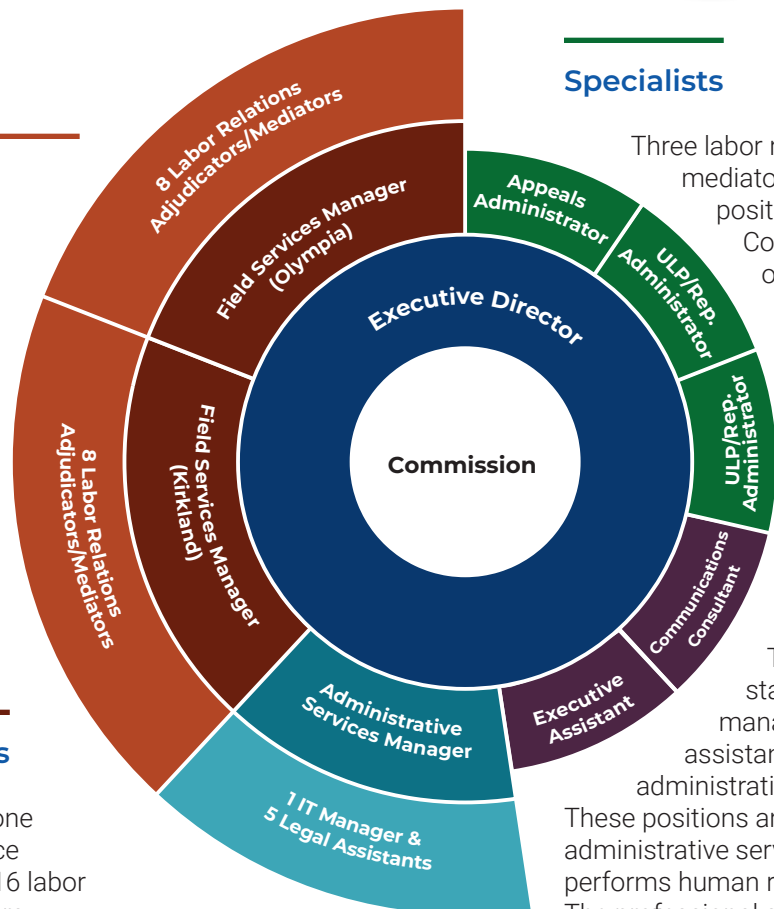 8 Labor Relations
Adjudicators/Mediators
Field Services Manager
(Olympia)
Appeals
Administrator
ULP/Rep.
Administrator
ULP/Rep.
Administrator
Executive Director
Commission
Field Services Manager
(Kirkland)
8 Labor Relations
Adjudicators/Mediators
Administrative
Services Manager
1 IT Manager &
5 Legal Assistants
Executive
Assistant
Communications
Consultant
Specialists
Three labor
mediato
posit
Co
o
T
sta
mana
assistan
administrati
These positions ar
administrative serv
performs human r
s
one
ce
16 labor